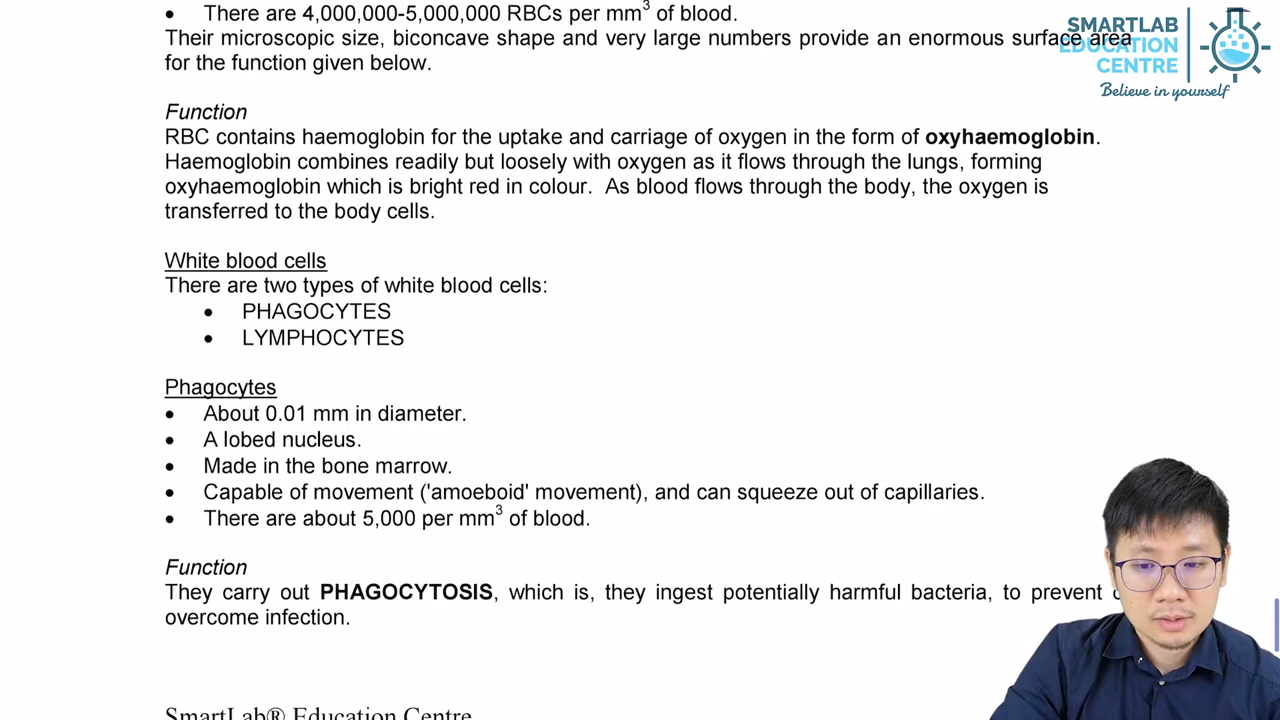 • There are 4,000,000-5,000,000 RBCs per mm³ of blood.
Their microscopic size, biconcave shape and very large numbers provide an enormous surface area
for the function given below.
SMARTLAB
EDUCATION
CENTRE
Believe in yourself
Function
RBC contains haemoglobin for the uptake and carriage of oxygen in the form of oxyhaemoglobin.
Haemoglobin combines readily but loosely with oxygen as it flows through the lungs, forming
oxyhaemoglobin which is bright red in colour. As blood flows through the body, the oxygen is
transferred to the body cells.
White blood cells
There are two types of white blood cells:
• PHAGOCYTES
• LYMPHOCYTES
Phagocytes
• About 0.01 mm in diameter.
• A lobed nucleus.
• Made in the bone marrow.
• Capable of movement ('amoeboid' movement), and can squeeze out of capillaries.
• There are about 5,000 per mm³ of blood.
Function
They carry out PHAGOCYTOSIS, which is, they ingest potentially harmful bacteria, to prevent
overcome infection.
SmartLab® Education Centre